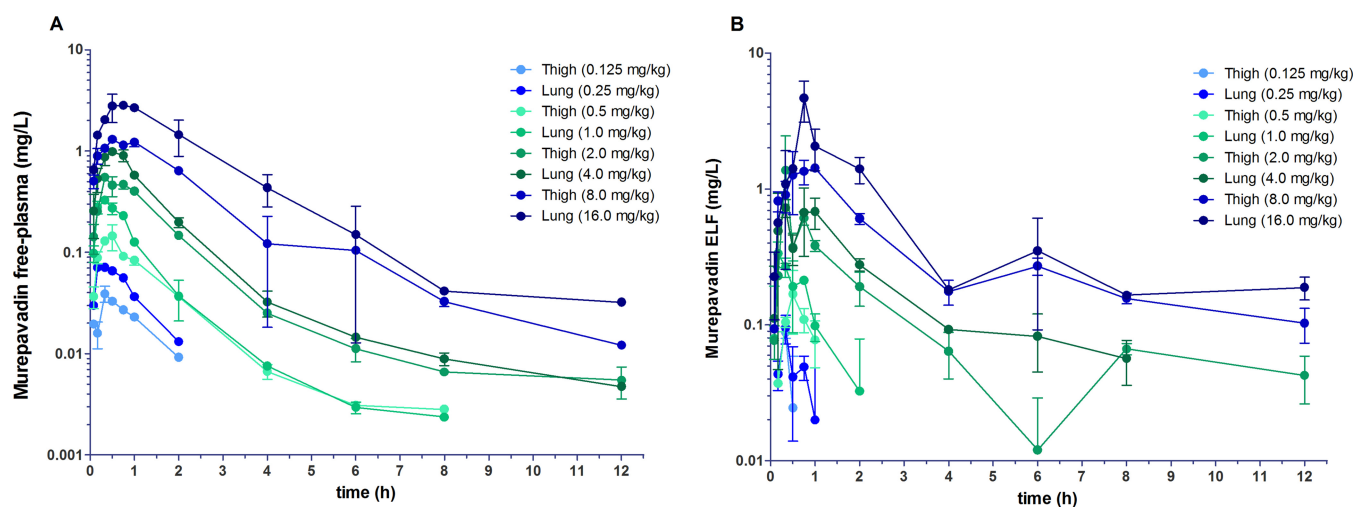 A
Murepavadin free-plasma (mg/L)
10
1
0.1
0.01
0.001
0 1 2 3 4 5 6 7 8 9 10 11 12
time (h)
Thigh (0.125 mg/kg)
Lung (0.25 mg/kg)
Thigh (0.5 mg/kg)
Lung (1.0 mg/kg)
Thigh (2.0 mg/kg)
Lung (4.0 mg/kg)
Thigh (8.0 mg/kg)
Lung (16.0 mg/kg)
B
Murepavadin ELF (mg/L)
10
1
0.1
0.01
0 1 2 3 4 5 6 7 8 9 10 11 12
time (h)
Thigh (0.125 mg/kg)
Lung (0.25 mg/kg)
Thigh (0.5 mg/kg)
Lung (1.0 mg/kg)
Thigh (2.0 mg/kg)
Lung (4.0 mg/kg)
Thigh (8.0 mg/kg)
Lung (16.0 mg/kg)